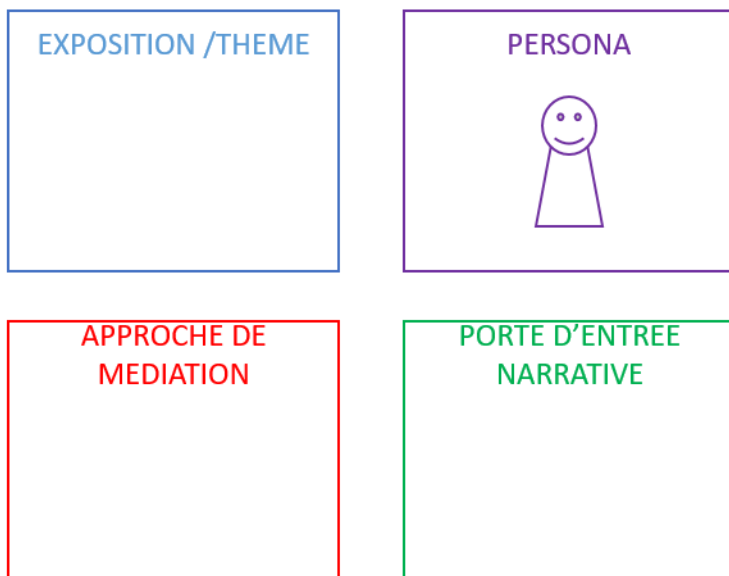 EXPOSITION /THEME
PERSONA
APPROCHE DE
MEDIATION
PORTE D'ENTREE
NARRATIVE